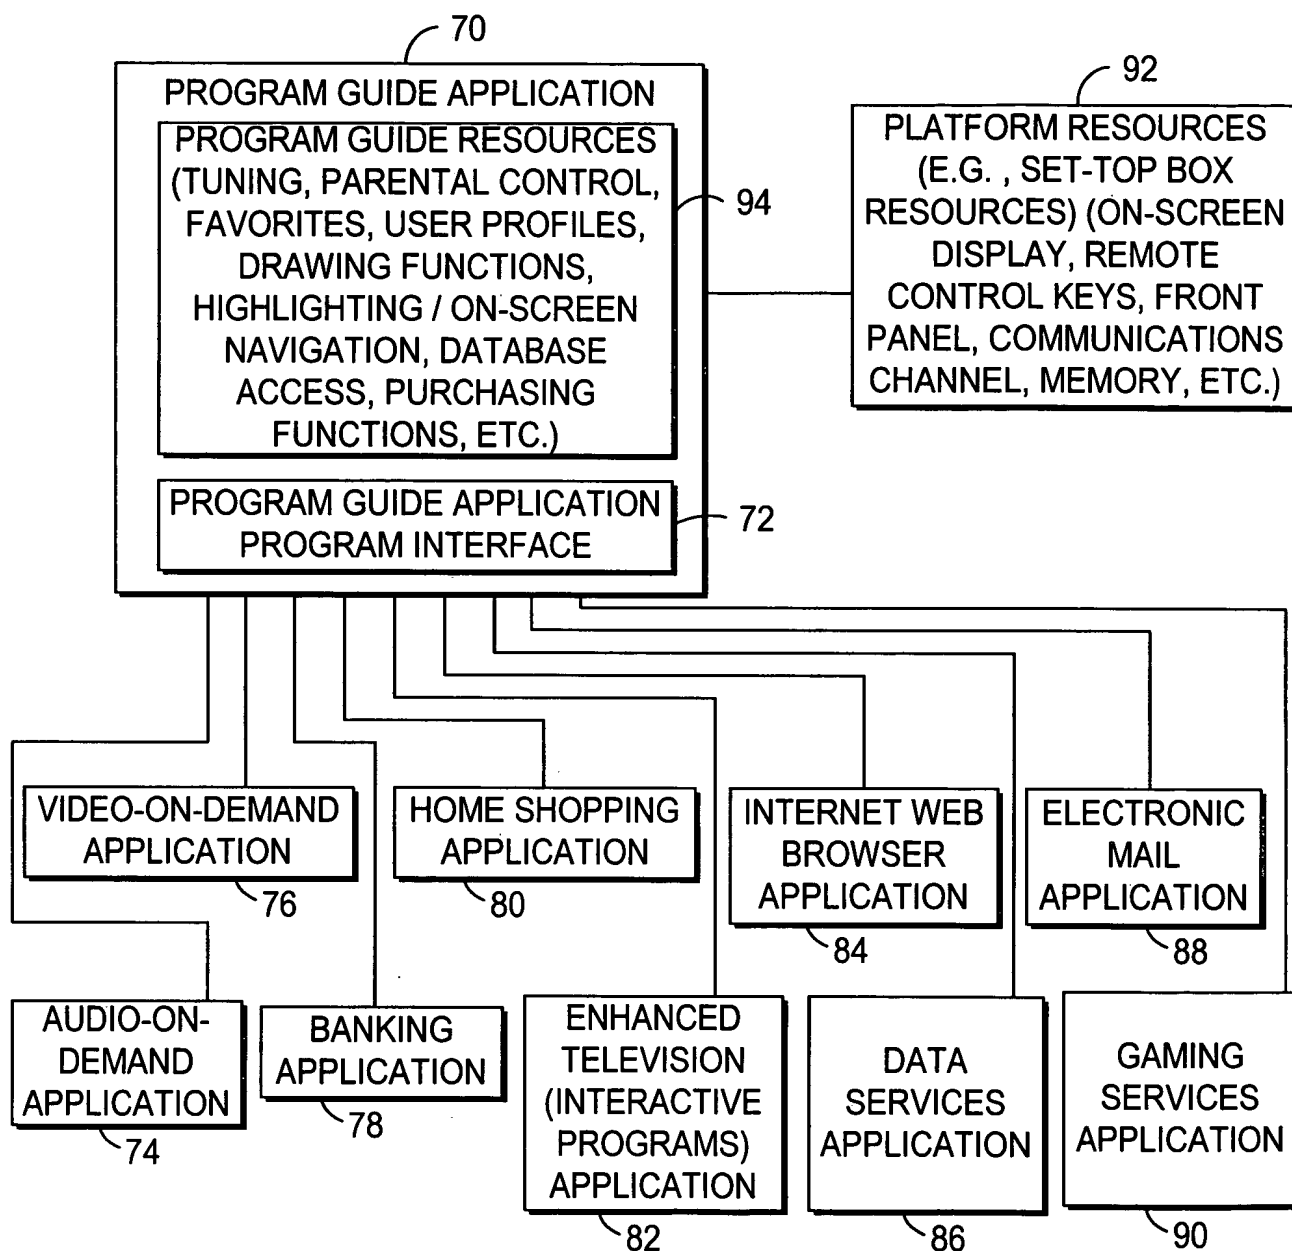 70
PROGRAM GUIDE APPLICATION
PROGRAM GUIDE RESOURCES
(TUNING, PARENTAL CONTROL,
FAVORITES, USER PROFILES,
DRAWING FUNCTIONS,
HIGHLIGHTING / ON-SCREEN
NAVIGATION, DATABASE
ACCESS, PURCHASING
FUNCTIONS, ETC.)
94
PROGRAM GUIDE APPLICATION
PROGRAM INTERFACE
72
92
PLATFORM RESOURCES
(E.G. , SET-TOP BOX
RESOURCES) (ON-SCREEN
DISPLAY, REMOTE
CONTROL KEYS, FRONT
PANEL, COMMUNICATIONS
CHANNEL, MEMORY, ETC.)
VIDEO-ON-DEMAND
APPLICATION
76
HOME SHOPPING
APPLICATION
80
INTERNET WEB
BROWSER
APPLICATION
84
ELECTRONIC
MAIL
APPLICATION
88
AUDIO-ON-
DEMAND
APPLICATION
74
BANKING
APPLICATION
78
ENHANCED
TELEVISION
(INTERACTIVE
PROGRAMS)
APPLICATION
82
DATA
SERVICES
APPLICATION
86
GAMING
SERVICES
APPLICATION
90